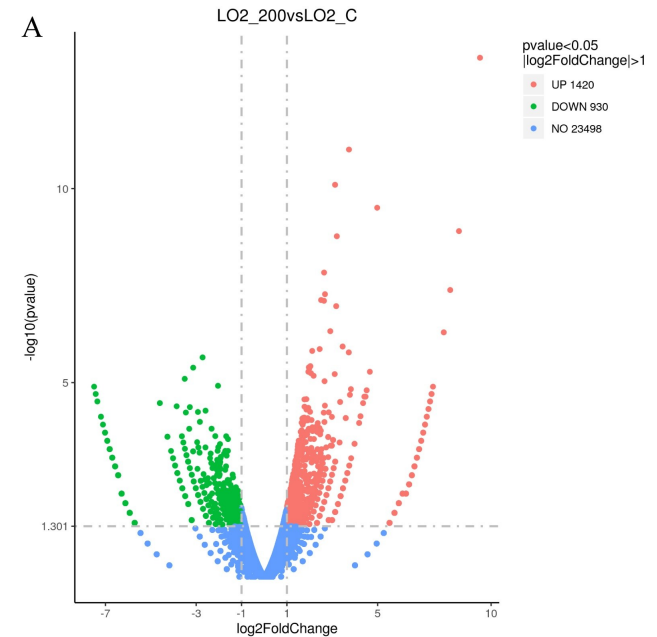 A
LO2_200vsLO2_C
pvalue<0.05
|log2FoldChange|>1
UP 1420
DOWN 930
NO 23498
-log10(pvalue)
10
5
1.301
-7
-3
-1
1
5
10
log2FoldChange